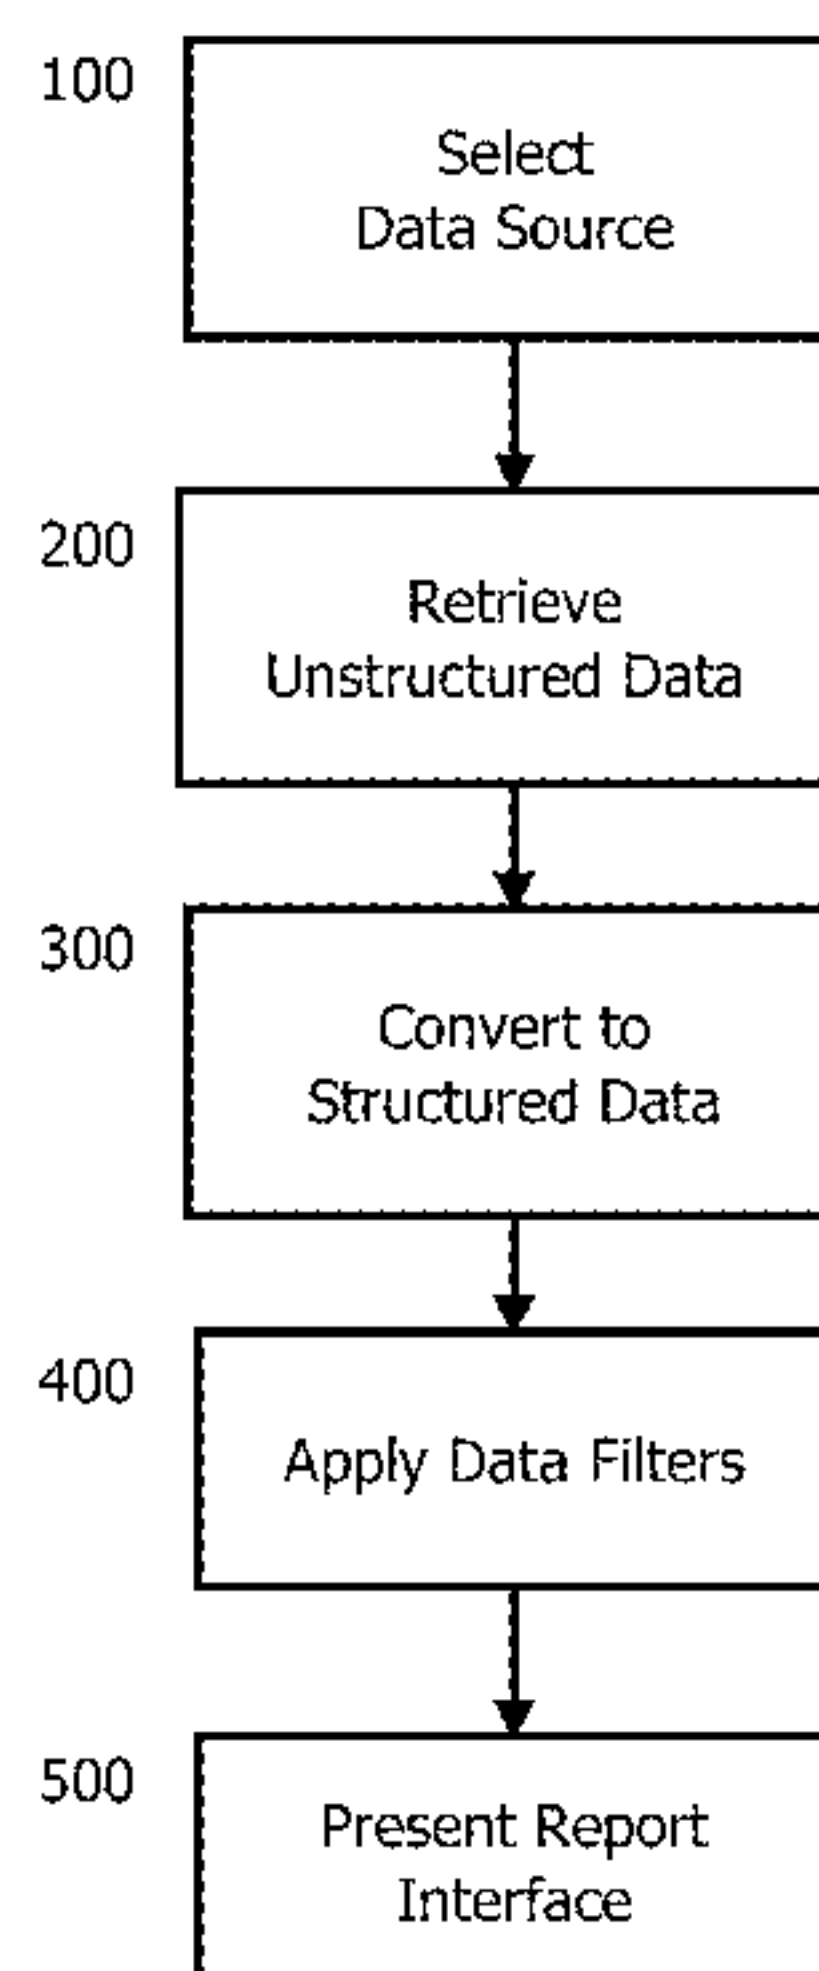 100
Select
Data Source
200
Retrieve
Unstructured Data
300
Convert to
Structured Data
400
Apply Data Filters
500
Present Report
Interface